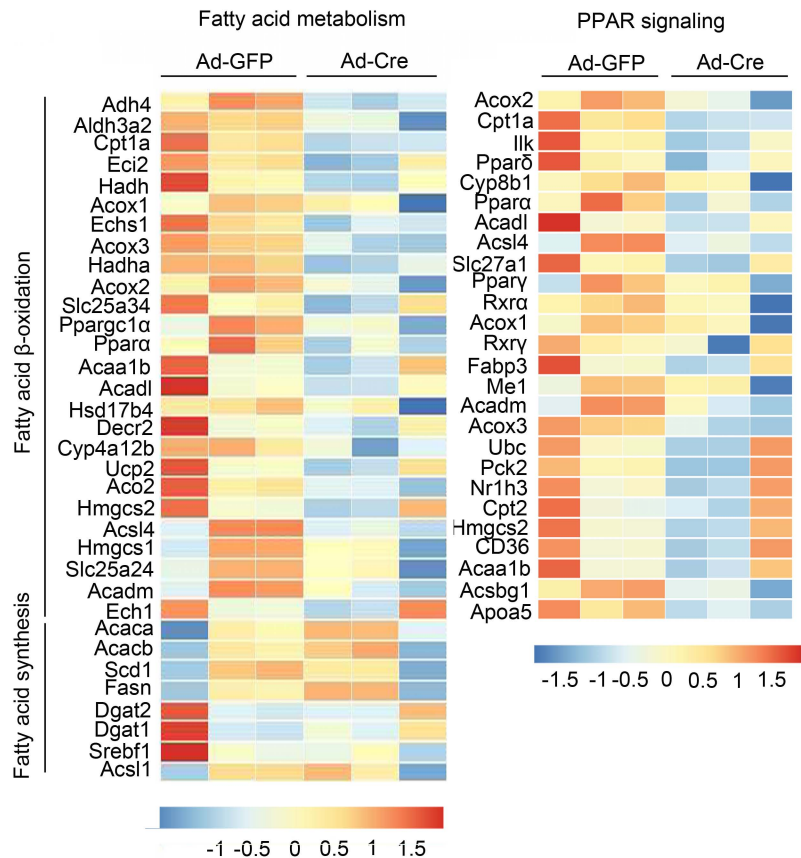 Fatty acid metabolism
Ad-GFP Ad-Cre
Fatty acid β-oxidation
Adh4
Aldh3a2
Cpt1a
Eci2
Hadh
Acox1
Echs1
Acox3
Hadha
Acox2
Slc25a34
Ppargc1α
Pparα
Acaa1b
Acadl
Hsd17b4
Decr2
Cyp4a12b
Ucp2
Aco2
Hmgcs2
Acsl4
Hmgcs1
Slc25a24
Acadm
Ech1
Fatty acid synthesis
Acaca
Acacb
Scd1
Fasn
Dgat2
Dgat1
Srebf1
Acsl1
-1 -0.5 0 0.5 1 1.5
PPAR signaling
Ad-GFP Ad-Cre
Acox2
Cpt1a
Ilk
Pparδ
Cyp8b1
Pparα
Acadl
Acsl4
Slc27a1
Pparγ
Rxrα
Acox1
Rxrγ
Fabp3
Me1
Acadm
Acox3
Ubc
Pck2
Nr1h3
Cpt2
Hmgcs2
CD36
Acaa1b
Acsbg1
Apoa5
-1.5 -1 -0.5 0 0.5 1 1.5